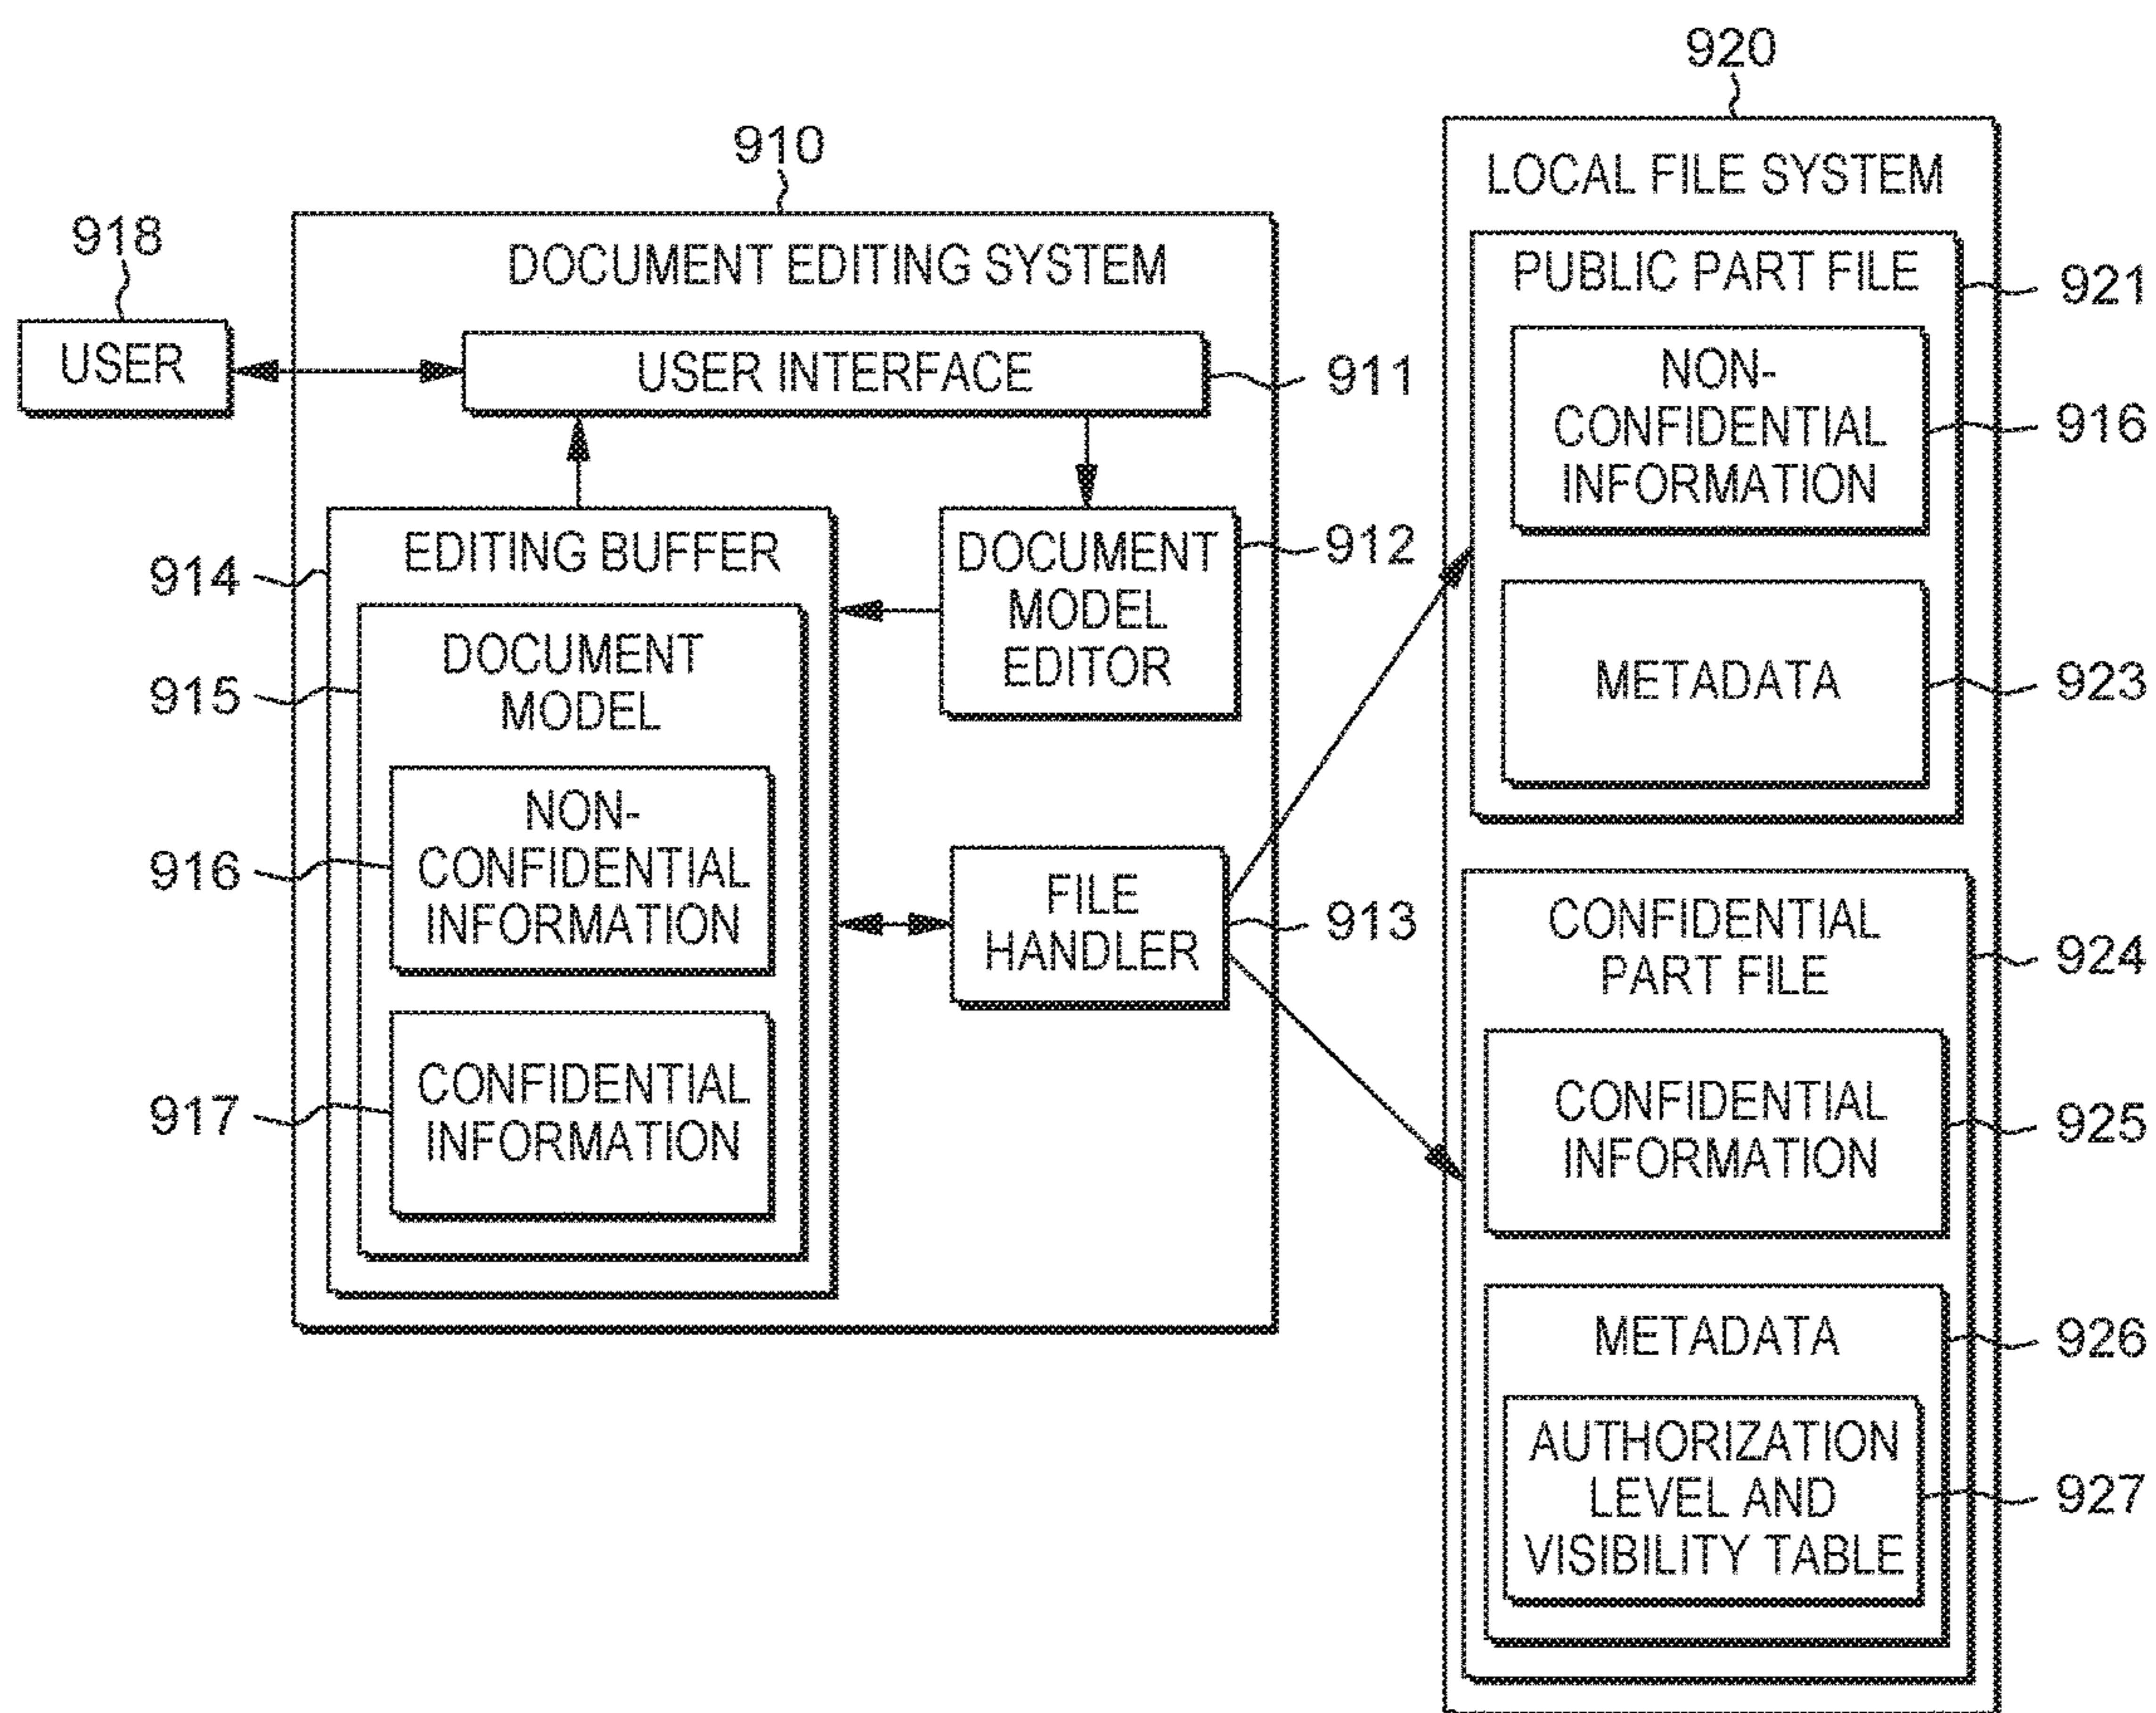 920
LOCAL FILE SYSTEM
910
DOCUMENT EDITING SYSTEM
918
USER
USER INTERFACE
911
PUBLIC PART FILE
921
NON-
CONFIDENTIAL
INFORMATION
916
EDITING BUFFER
914
DOCUMENT
MODEL
EDITOR
912
DOCUMENT
MODEL
915
METADATA
923
NON-
CONFIDENTIAL
INFORMATION
916
FILE
HANDLER
913
CONFIDENTIAL
PART FILE
924
CONFIDENTIAL
INFORMATION
917
CONFIDENTIAL
INFORMATION
925
METADATA
926
AUTHORIZATION
LEVEL AND
VISIBILITY TABLE
927